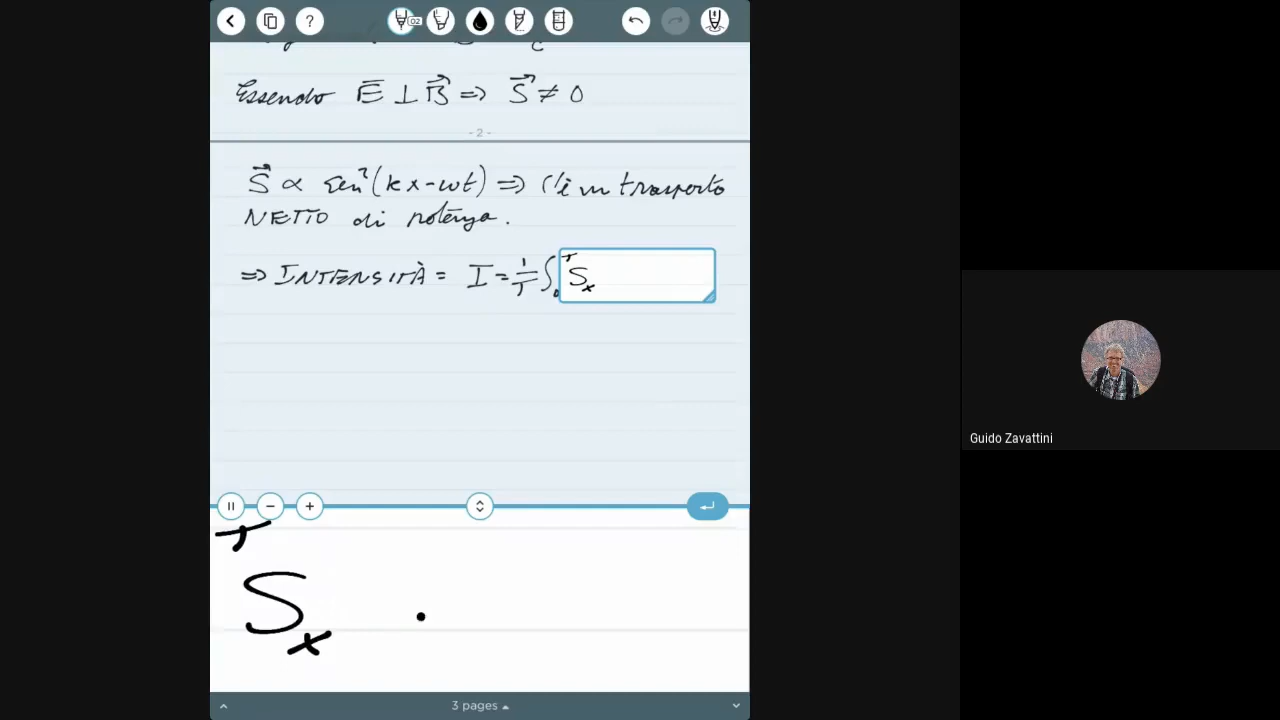 ?
02
Essendo E̅ ⊥ B⃗ => S⃗ ≠ 0
- 2 -
S⃗ ∝ sen²(kx-ωt) => C'è un trasporto
NETTO di potenza.
=> INTENSITÀ = I = 1/T ∫₀ᵀ Sₓ
T
Sₓ .
3 pages
Guido Zavattini